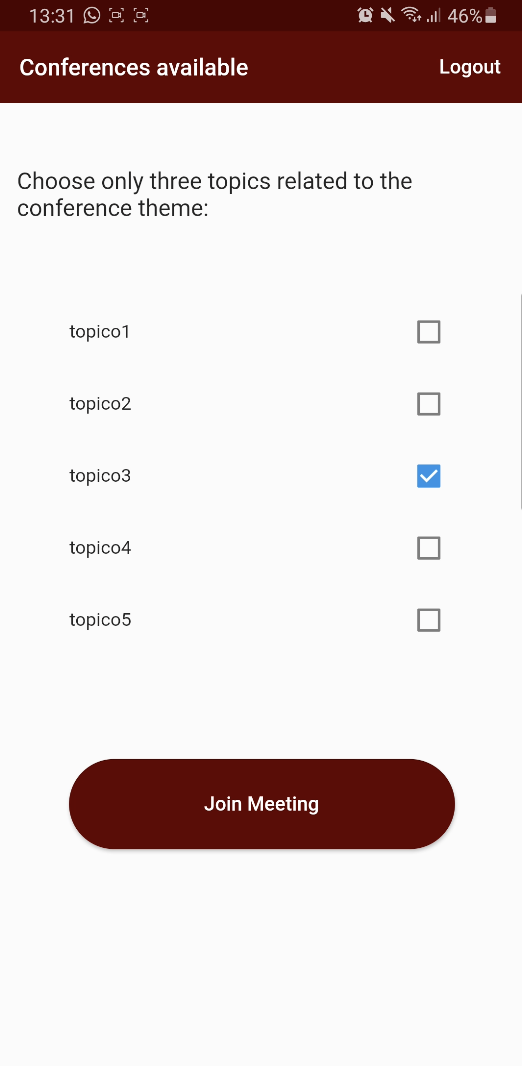 13:31 46%
Conferences available Logout
Choose only three topics related to the
conference theme:
topico1
topico2
topico3
topico4
topico5
Join Meeting